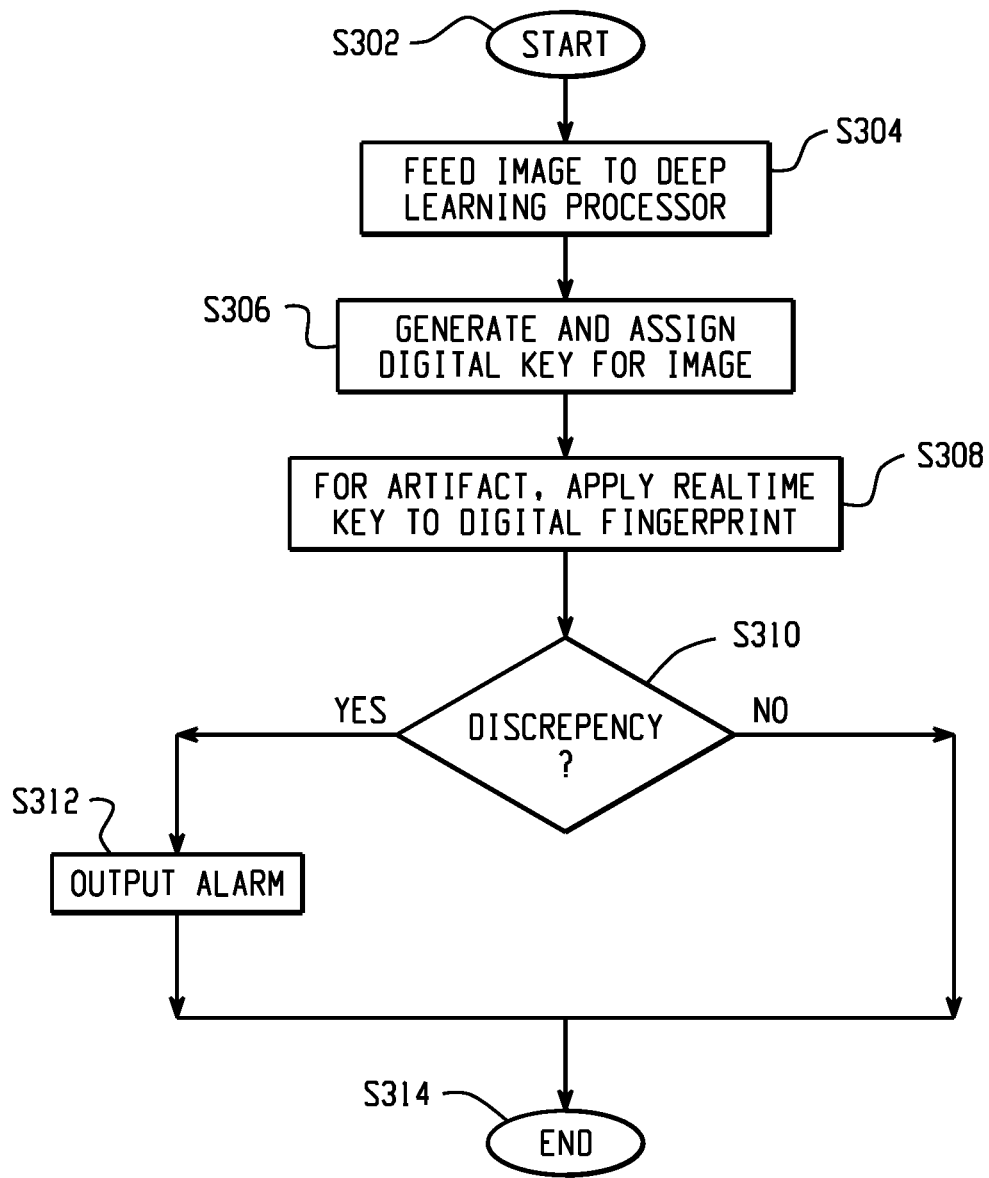 S302
START
S304
FEED IMAGE TO DEEP
LEARNING PROCESSOR
S306
GENERATE AND ASSIGN
DIGITAL KEY FOR IMAGE
S308
FOR ARTIFACT, APPLY REALTIME
KEY TO DIGITAL FINGERPRINT
S310
YES
DISCREPENCY
?
NO
S312
OUTPUT ALARM
S314
END